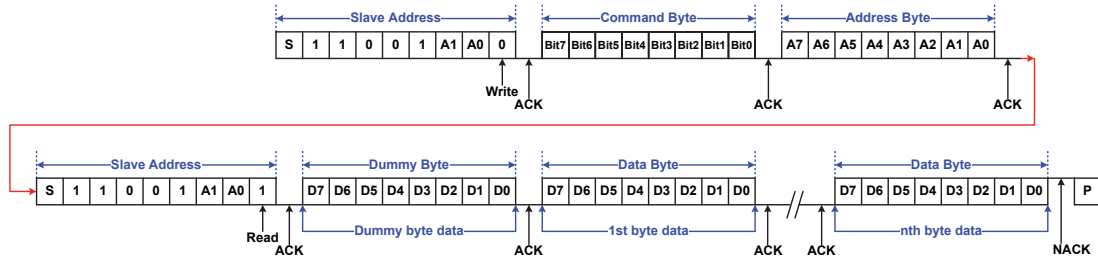 Slave Address Command Byte Address Byte
S 1 1 0 0 1 A1 A0 0 Bit7 Bit6 Bit5 Bit4 Bit3 Bit2 Bit1 Bit0 A7 A6 A5 A4 A3 A2 A1 A0
Write ACK ACK ACK
Slave Address Dummy Byte Data Byte Data Byte
S 1 1 0 0 1 A1 A0 1 D7 D6 D5 D4 D3 D2 D1 D0 D7 D6 D5 D4 D3 D2 D1 D0 D7 D6 D5 D4 D3 D2 D1 D0 P
Dummy byte data 1st byte data nth byte data
Read ACK ACK ACK ACK NACK